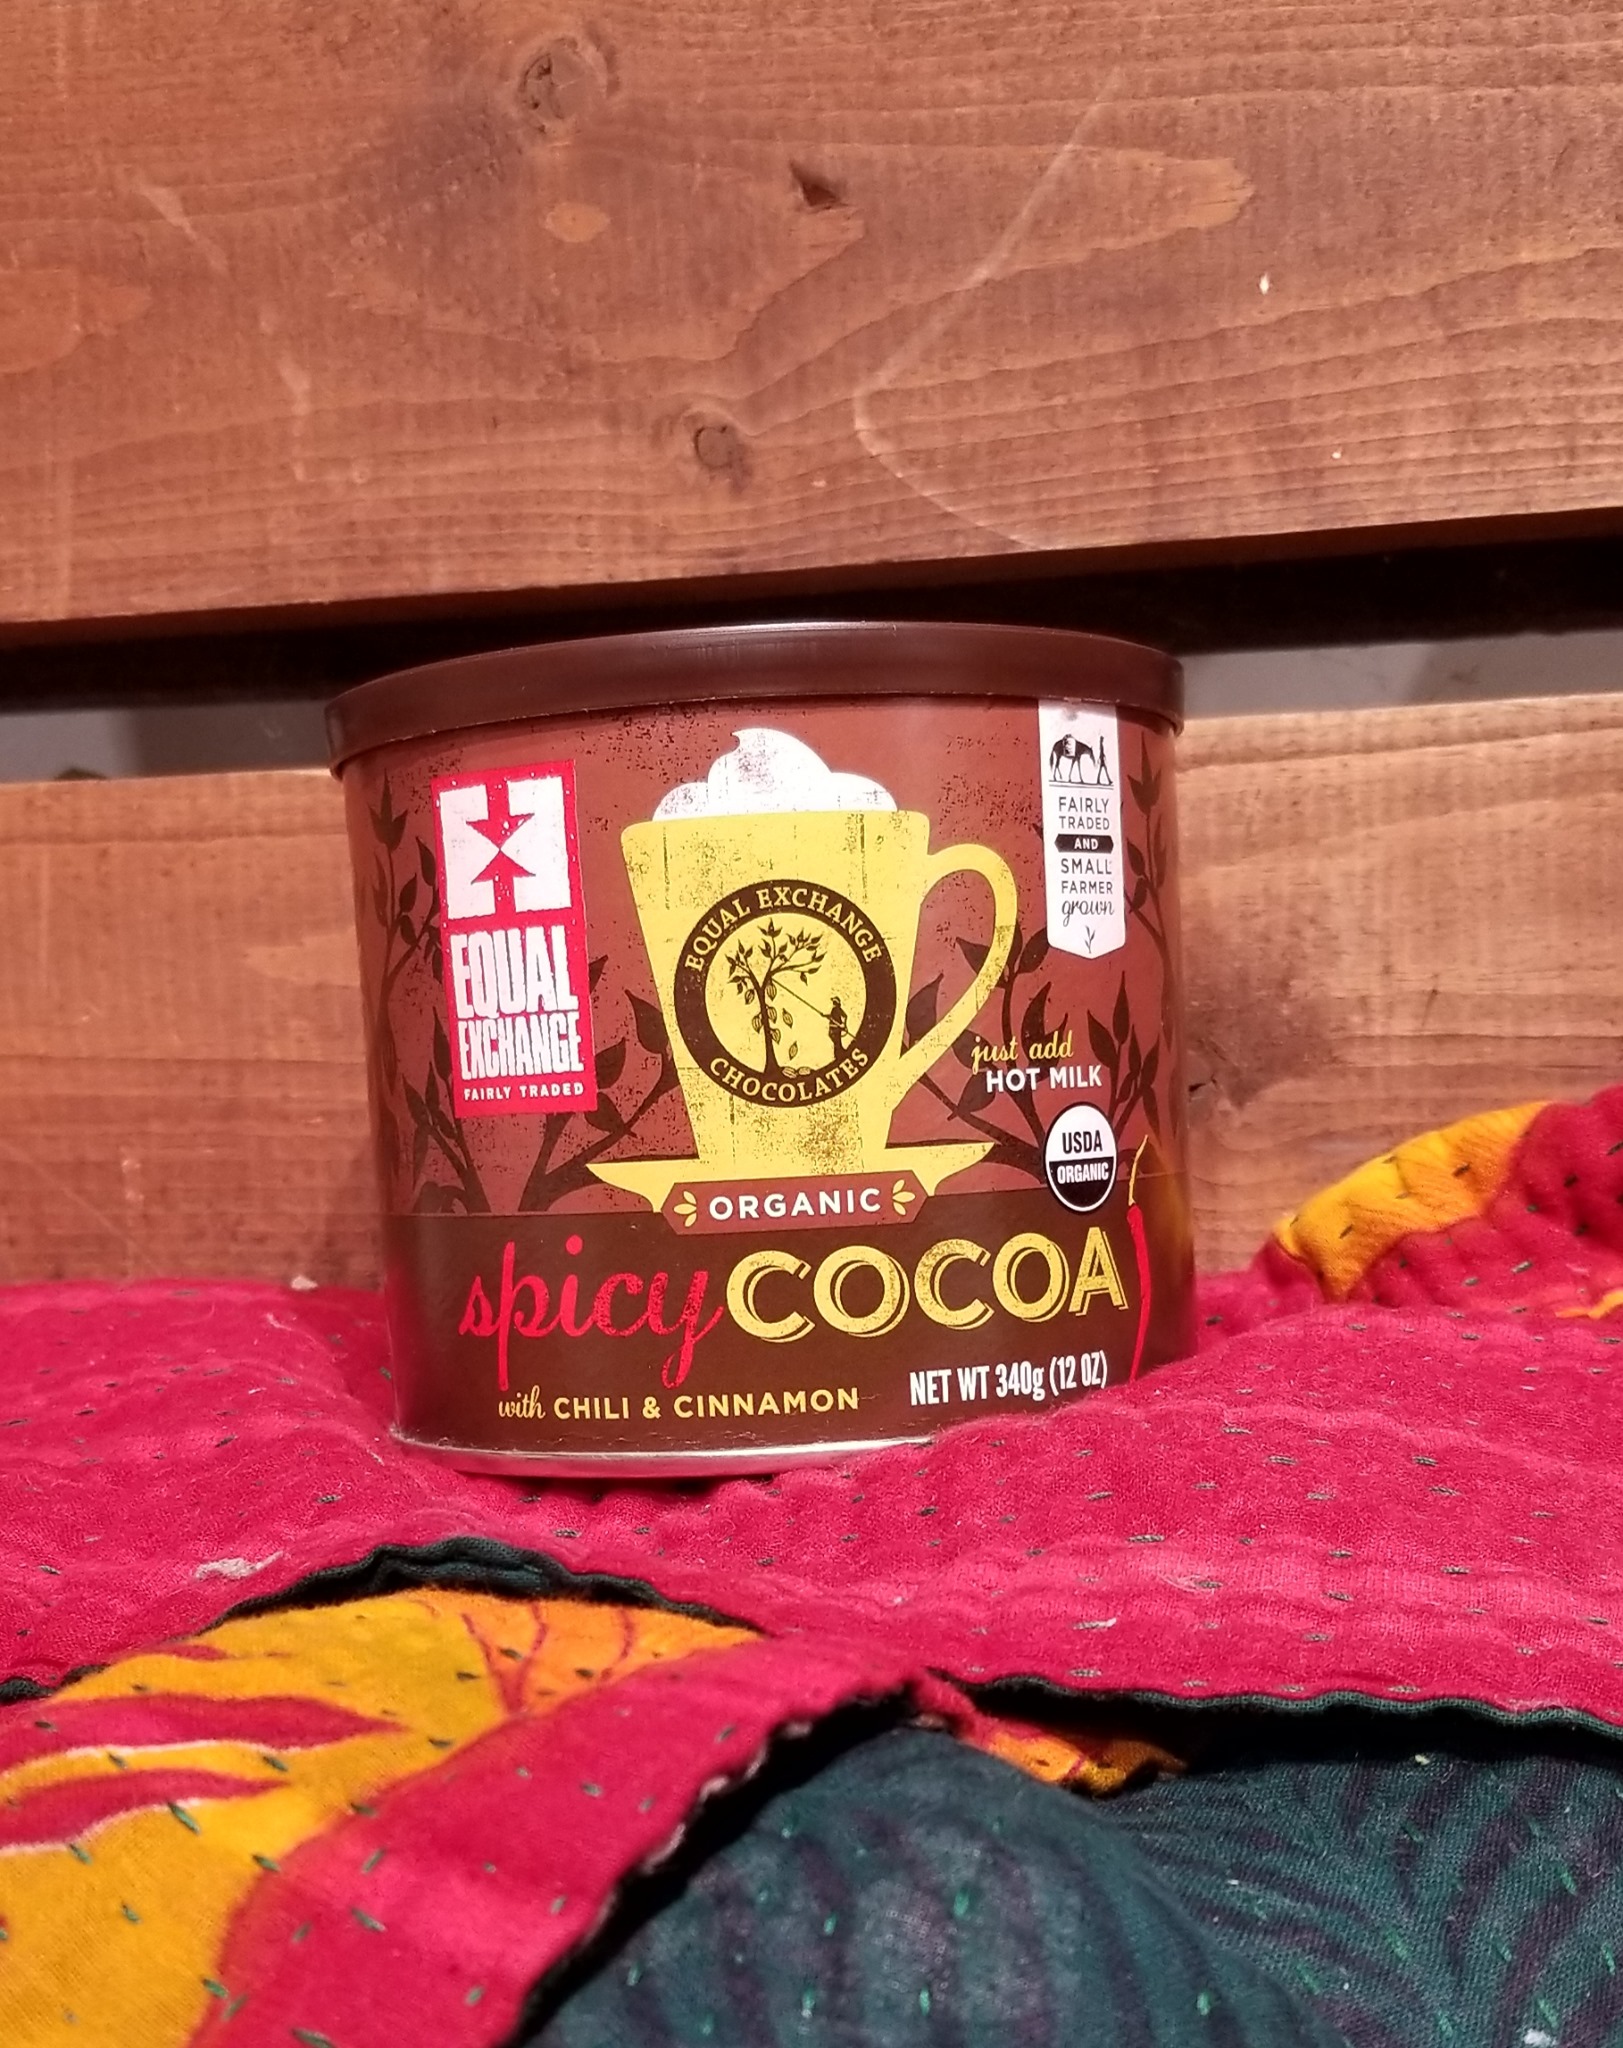 EQUAL
EXCHANGE
FAIRLY TRADED
EQUAL EXCHANGE
CHOCOLATES
FAIRLY
TRADED
AND
SMALL
FARMER
grown
just add
HOT MILK
USDA
ORGANIC
ORGANIC
spicy COCOA
with CHILI & CINNAMON
NET WT 340g (12 OZ)